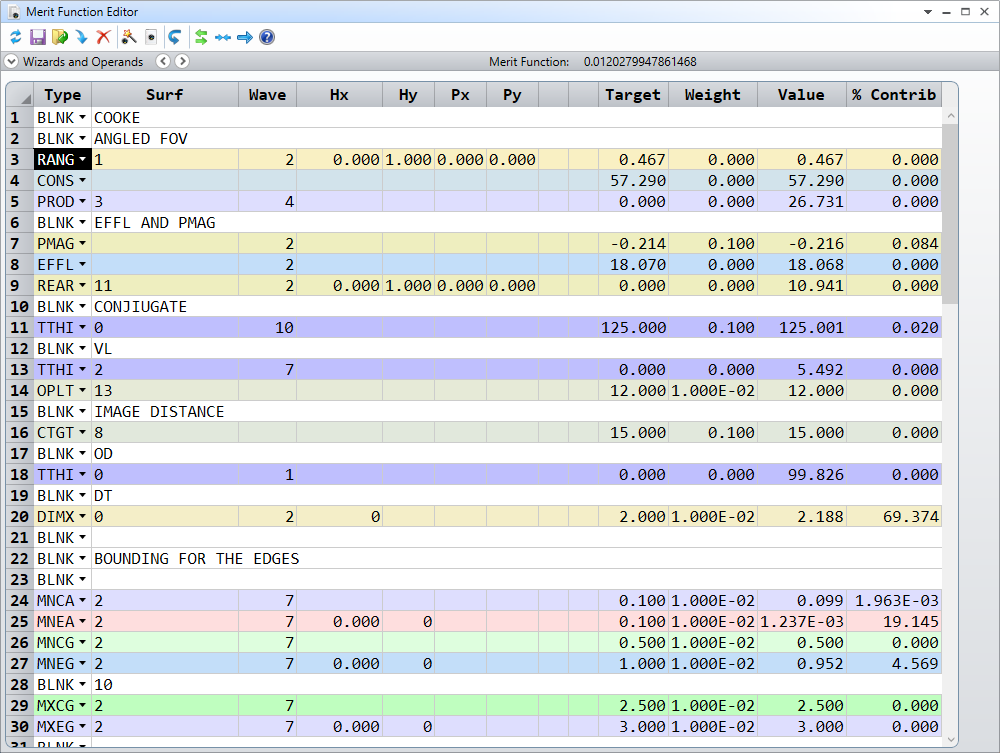 Merit Function Editor
Wizards and Operands Merit Function: 0.0120279947861468
Type Surf Wave Hx Hy Px Py Target Weight Value % Contrib
1 BLNK COOKE
2 BLNK ANGLED FOV
3 RANG 1 2 0.000 1.000 0.000 0.000 0.467 0.000 0.467 0.000
4 CONS 57.290 0.000 57.290 0.000
5 PROD 3 4 0.000 0.000 26.731 0.000
6 BLNK EFFL AND PMAG
7 PMAG 2 -0.214 0.100 -0.216 0.084
8 EFFL 2 18.070 0.000 18.068 0.000
9 REAR 11 2 0.000 1.000 0.000 0.000 0.000 0.000 10.941 0.000
10 BLNK CONJIUGATE
11 TTHI 0 10 125.000 0.100 125.001 0.020
12 BLNK VL
13 TTHI 2 7 0.000 0.000 5.492 0.000
14 OPLT 13 12.000 1.000E-02 12.000 0.000
15 BLNK IMAGE DISTANCE
16 CTGT 8 15.000 0.100 15.000 0.000
17 BLNK OD
18 TTHI 0 1 0.000 0.000 99.826 0.000
19 BLNK DT
20 DIMX 0 2 0 2.000 1.000E-02 2.188 69.374
21 BLNK
22 BLNK BOUNDING FOR THE EDGES
23 BLNK
24 MNCA 2 7 0.100 1.000E-02 0.099 1.963E-03
25 MNEA 2 7 0.000 0 0.100 1.000E-02 1.237E-03 19.145
26 MNCG 2 7 0.500 1.000E-02 0.500 0.000
27 MNEG 2 7 0.000 0 1.000 1.000E-02 0.952 4.569
28 BLNK 10
29 MXCG 2 7 2.500 1.000E-02 2.500 0.000
30 MXEG 2 7 0.000 0 3.000 1.000E-02 3.000 0.000
31 BLNK